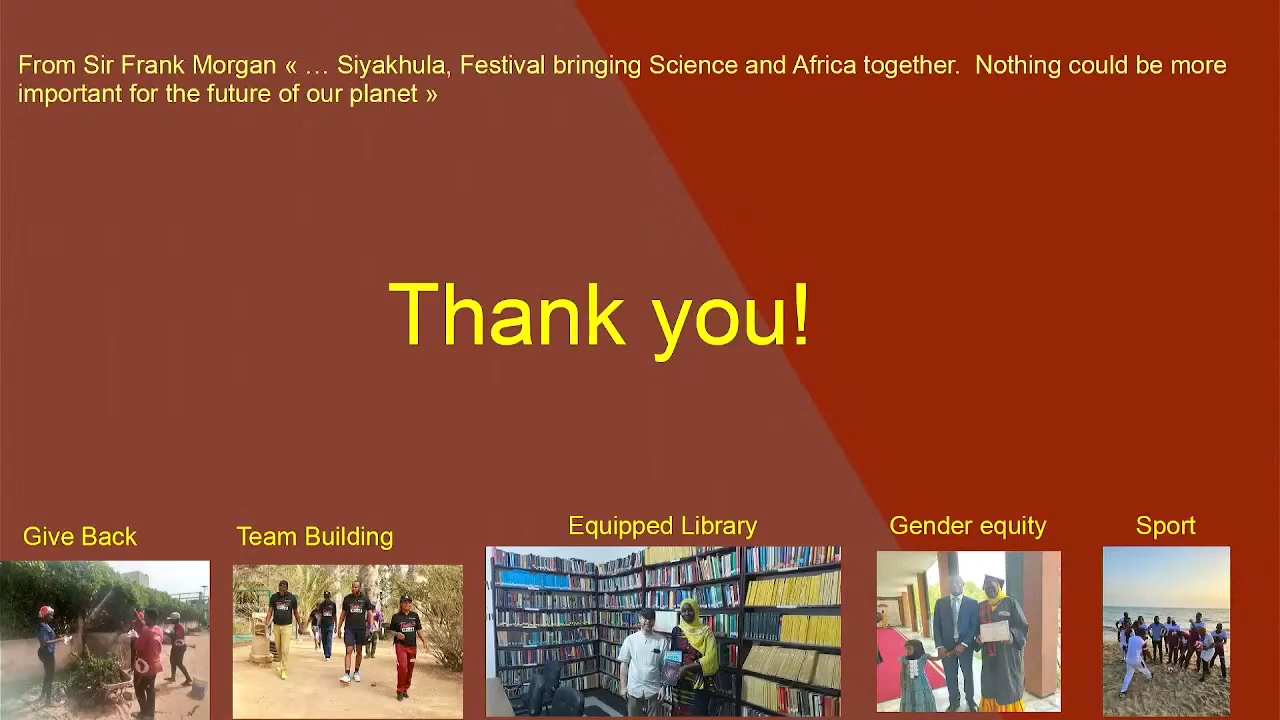 From Sir Frank Morgan « … Siyakhula, Festival bringing Science and Africa together.  Nothing could be more
important for the future of our planet »
Thank you!
Give Back
Team Building
Equipped Library
Gender equity
Sport